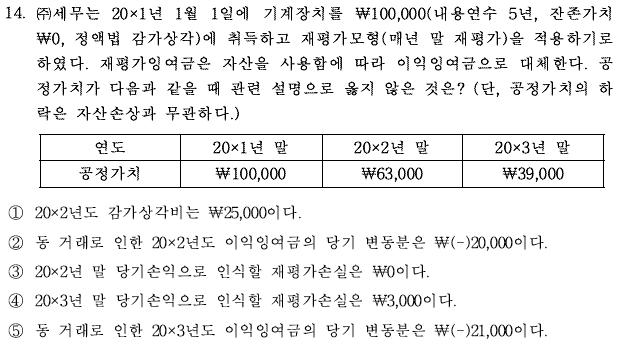 14. ㈜세무는 20×1년 1월 1일에 기계장치를 ₩100,000(내용연수 5년, 잔존가치
₩0, 정액법 감가상각)에 취득하고 재평가모형(매년 말 재평가)을 적용하기로
하였다. 재평가잉여금은 자산을 사용함에 따라 이익잉여금으로 대체한다. 공
정가치가 다음과 같을 때 관련 설명으로 옳지 않은 것은? (단, 공정가치의 하
락은 자산손상과 무관하다.)
연도 20×1년 말 20×2년 말 20×3년 말
공정가치 ₩100,000 ₩63,000 ₩39,000
① 20×2년도 감가상각비는 ₩25,000이다.
② 동 거래로 인한 20×2년도 이익잉여금의 당기 변동분은 ₩(-)20,000이다.
③ 20×2년 말 당기손익으로 인식할 재평가손실은 ₩0이다.
④ 20×3년 말 당기손익으로 인식할 재평가손실은 ₩3,000이다.
⑤ 동 거래로 인한 20×3년도 이익잉여금의 당기 변동분은 ₩(-)21,000이다.